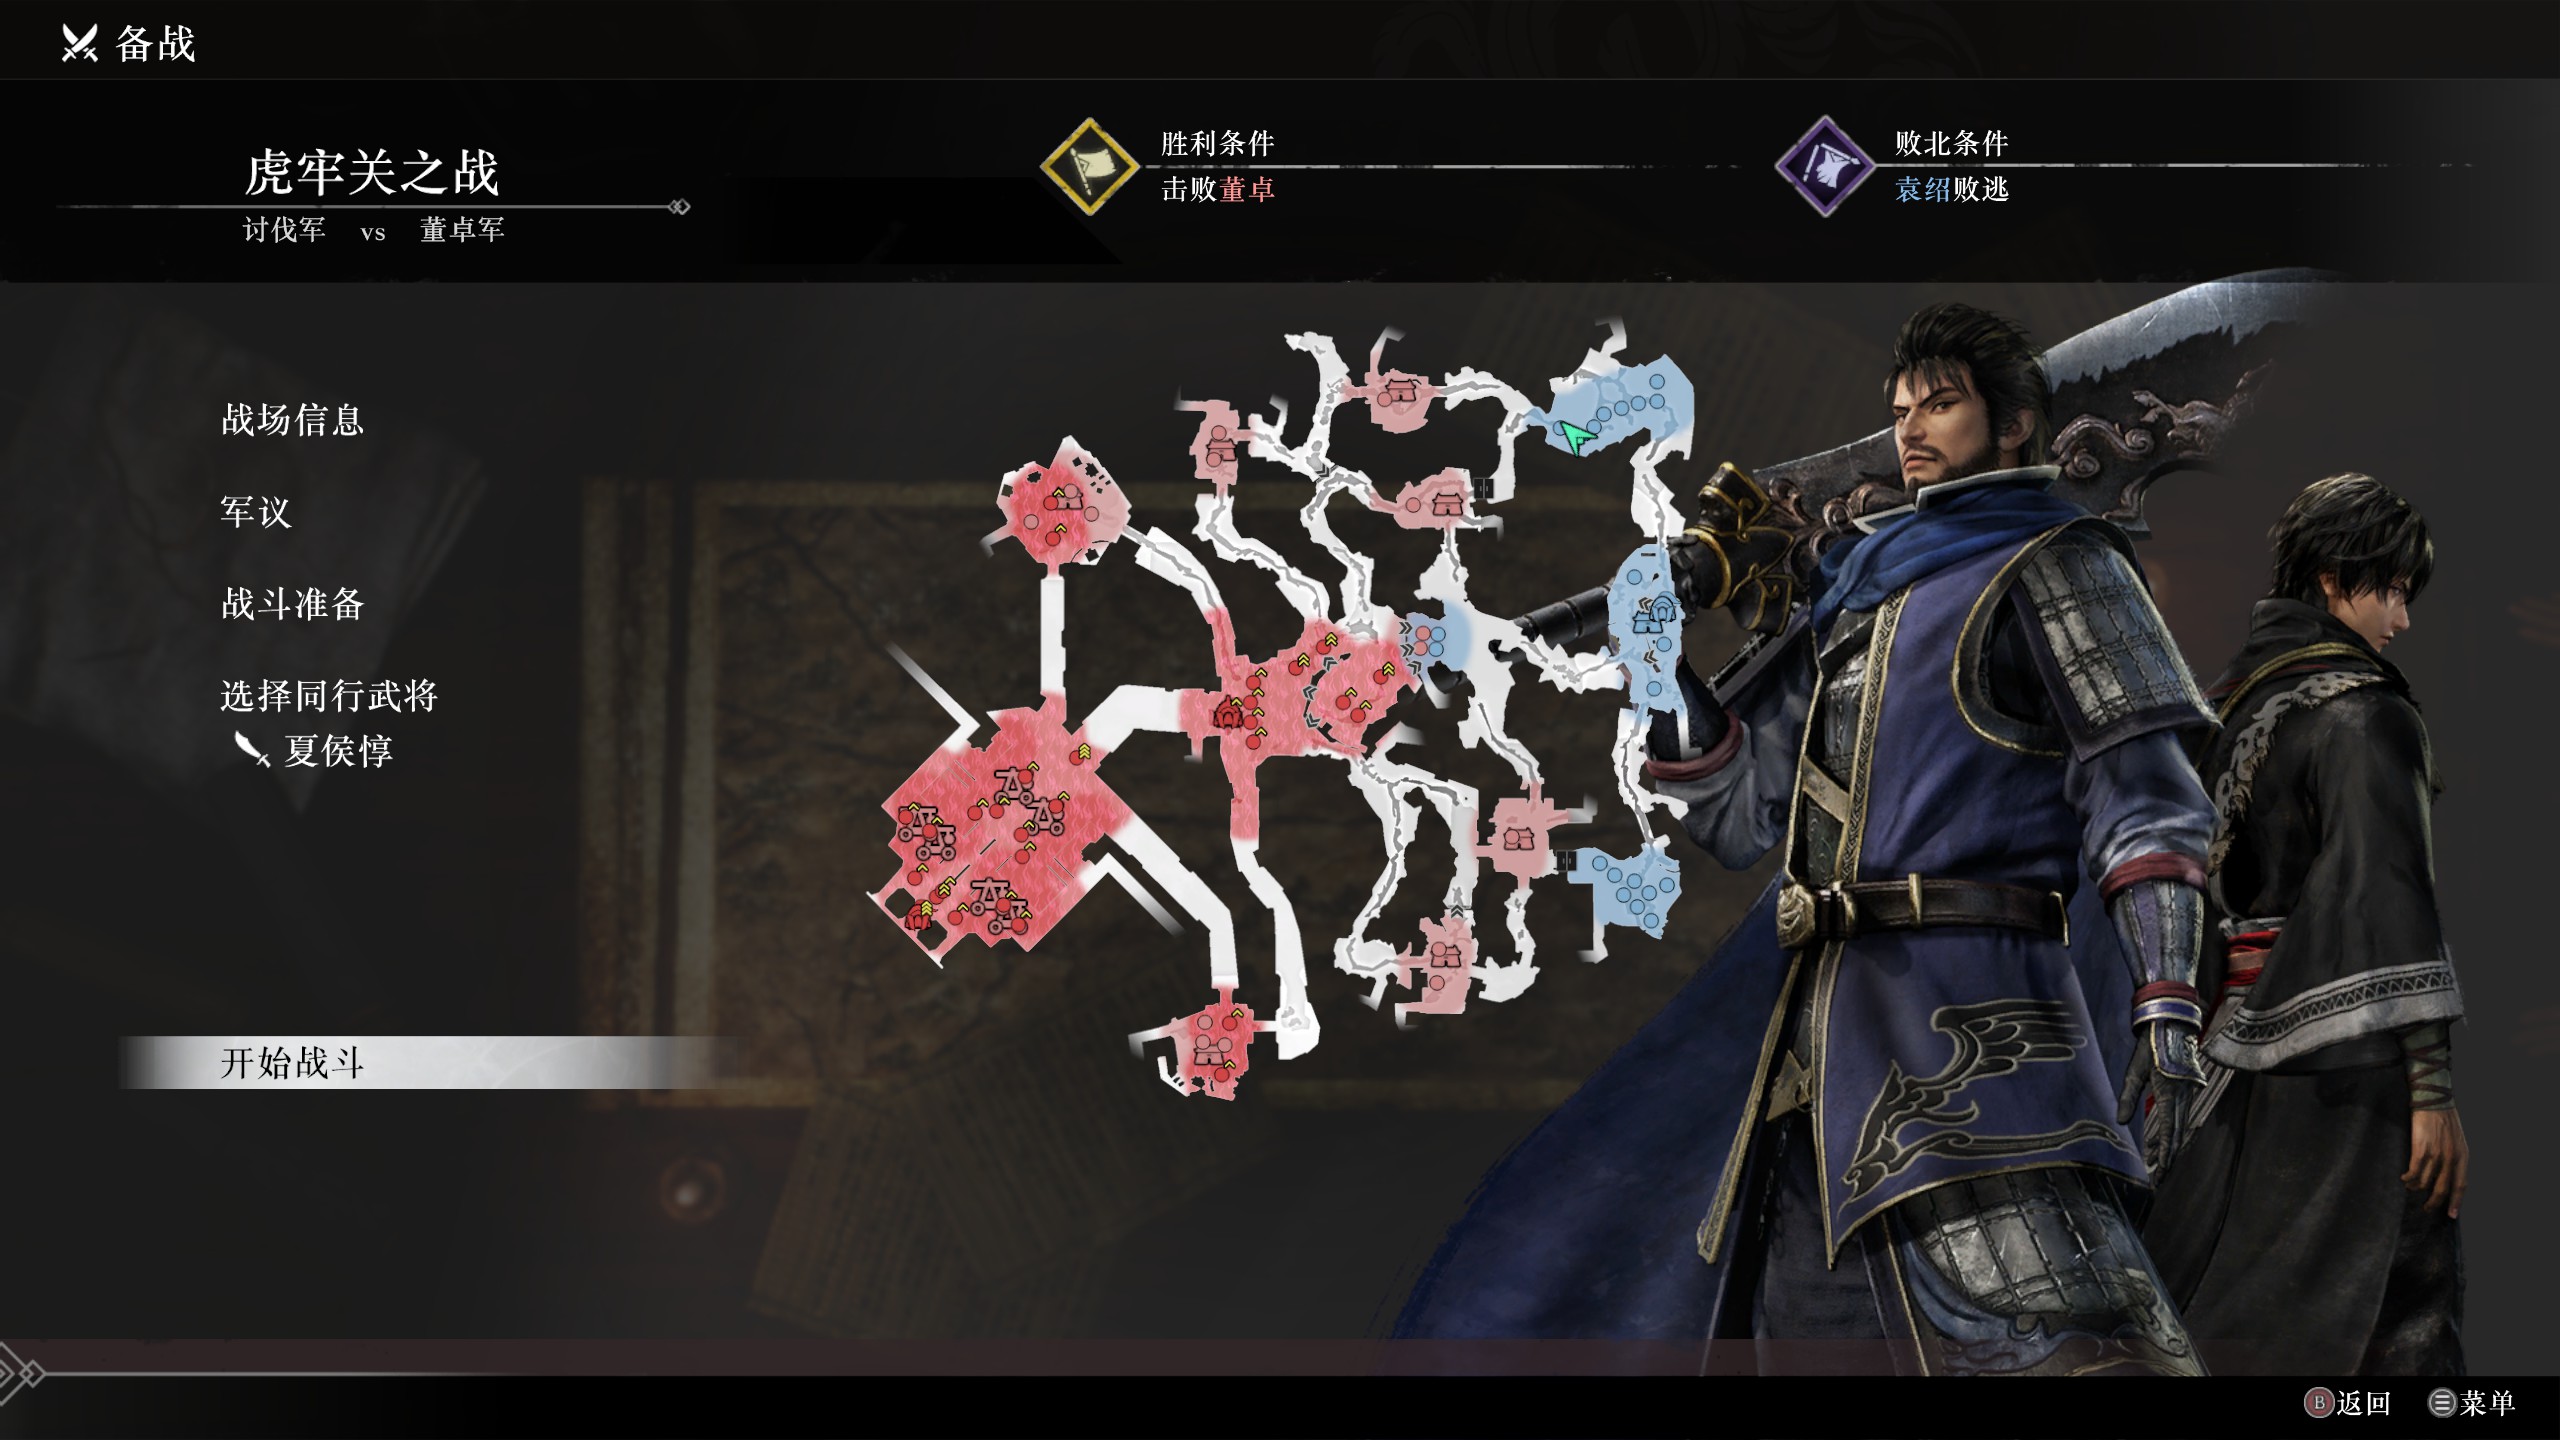 备战
虎牢关之战
讨伐军 vs 董卓军
胜利条件
击败董卓
败北条件
袁绍败逃
战场信息
军议
战斗准备
选择同行武将
夏侯惇
开始战斗
B返回 菜单